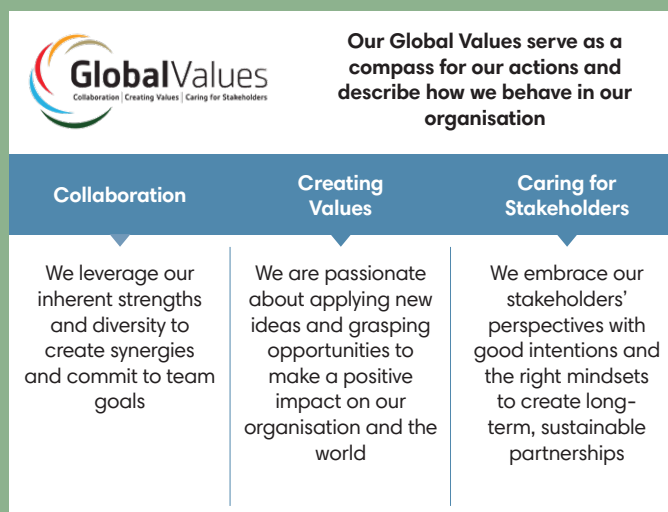 GlobalValues
Collaboration | Creating Values | Caring for Stakeholders
Our Global Values serve as a
compass for our actions and
describe how we behave in our
organisation
Collaboration
We leverage our
inherent strengths
and diversity to
create synergies
and commit to team
goals
Creating
Values
We are passionate
about applying new
ideas and grasping
opportunities to
make a positive
impact on our
organisation and the
world
Caring for
Stakeholders
We embrace our
stakeholders’
perspectives with
good intentions and
the right mindsets
to create long-
term, sustainable
partnerships